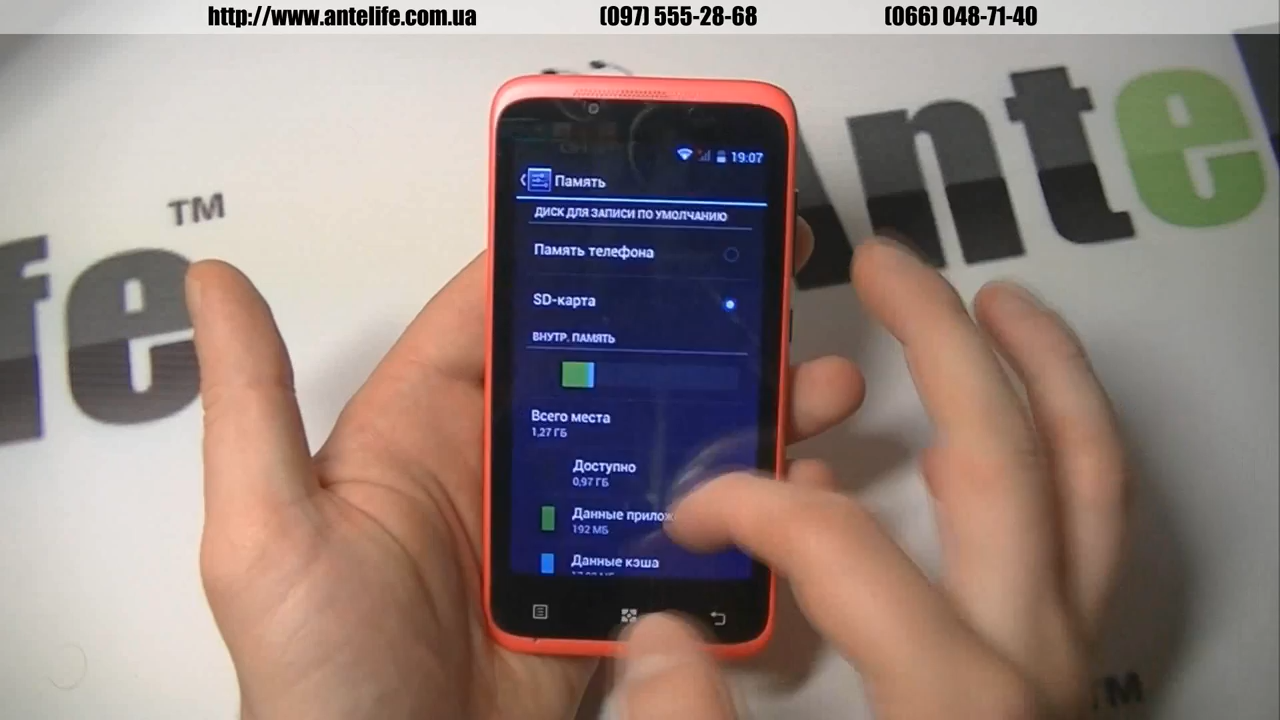 http://www.antelife.com.ua (097) 555-28-68 (066) 048-71-40
Ante
fe TM
19:07
Память
ДИСК ДЛЯ ЗАПИСИ ПО УМОЛЧАНИЮ
Память телефона
SD-карта
ВНУТР. ПАМЯТЬ
Всего места
1,27 ГБ
Доступно
0,97 ГБ
Данные прилож
192 МБ
Данные кэша
TM